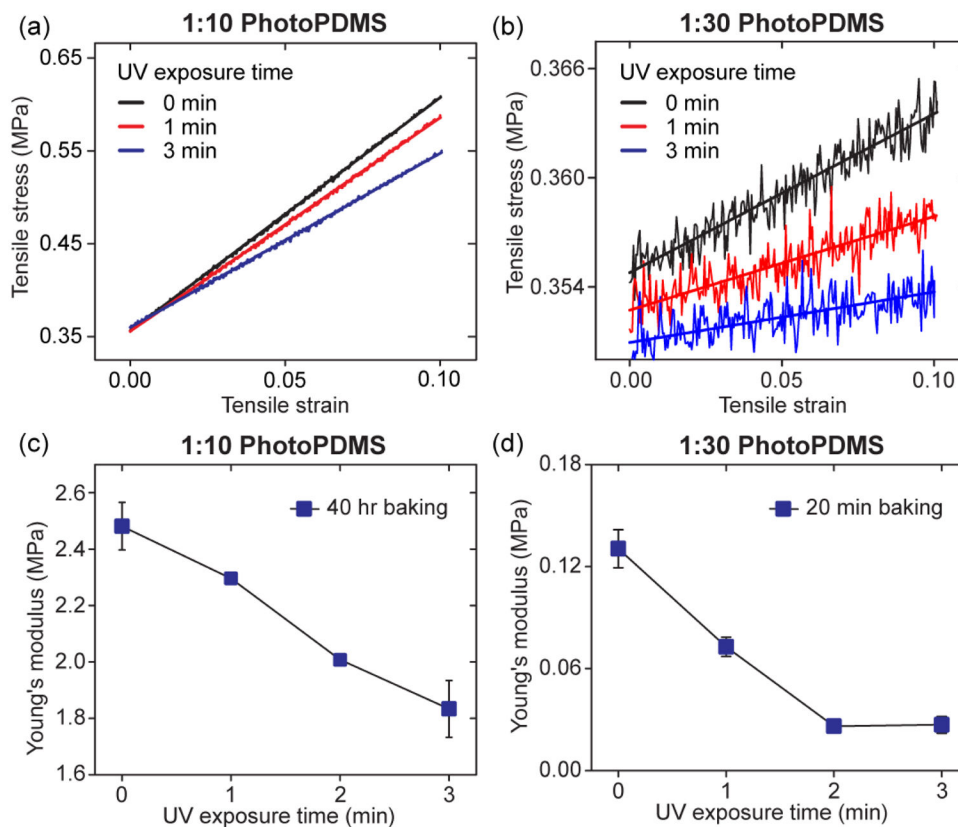 (a)
1:10 PhotoPDMS
UV exposure time
0 min
1 min
3 min
0.65
0.55
0.45
0.35
Tensile stress (MPa)
0.00
0.05
0.10
Tensile strain
(b)
1:30 PhotoPDMS
UV exposure time
0 min
1 min
3 min
0.366
0.360
0.354
Tensile stress (MPa)
0.00
0.05
0.10
Tensile strain
(c)
1:10 PhotoPDMS
40 hr baking
2.6
2.4
2.2
2.0
1.8
1.6
Young's modulus (MPa)
0
1
2
3
UV exposure time (min)
(d)
1:30 PhotoPDMS
20 min baking
0.18
0.12
0.06
0.00
Young's modulus (MPa)
0
1
2
3
UV exposure time (min)